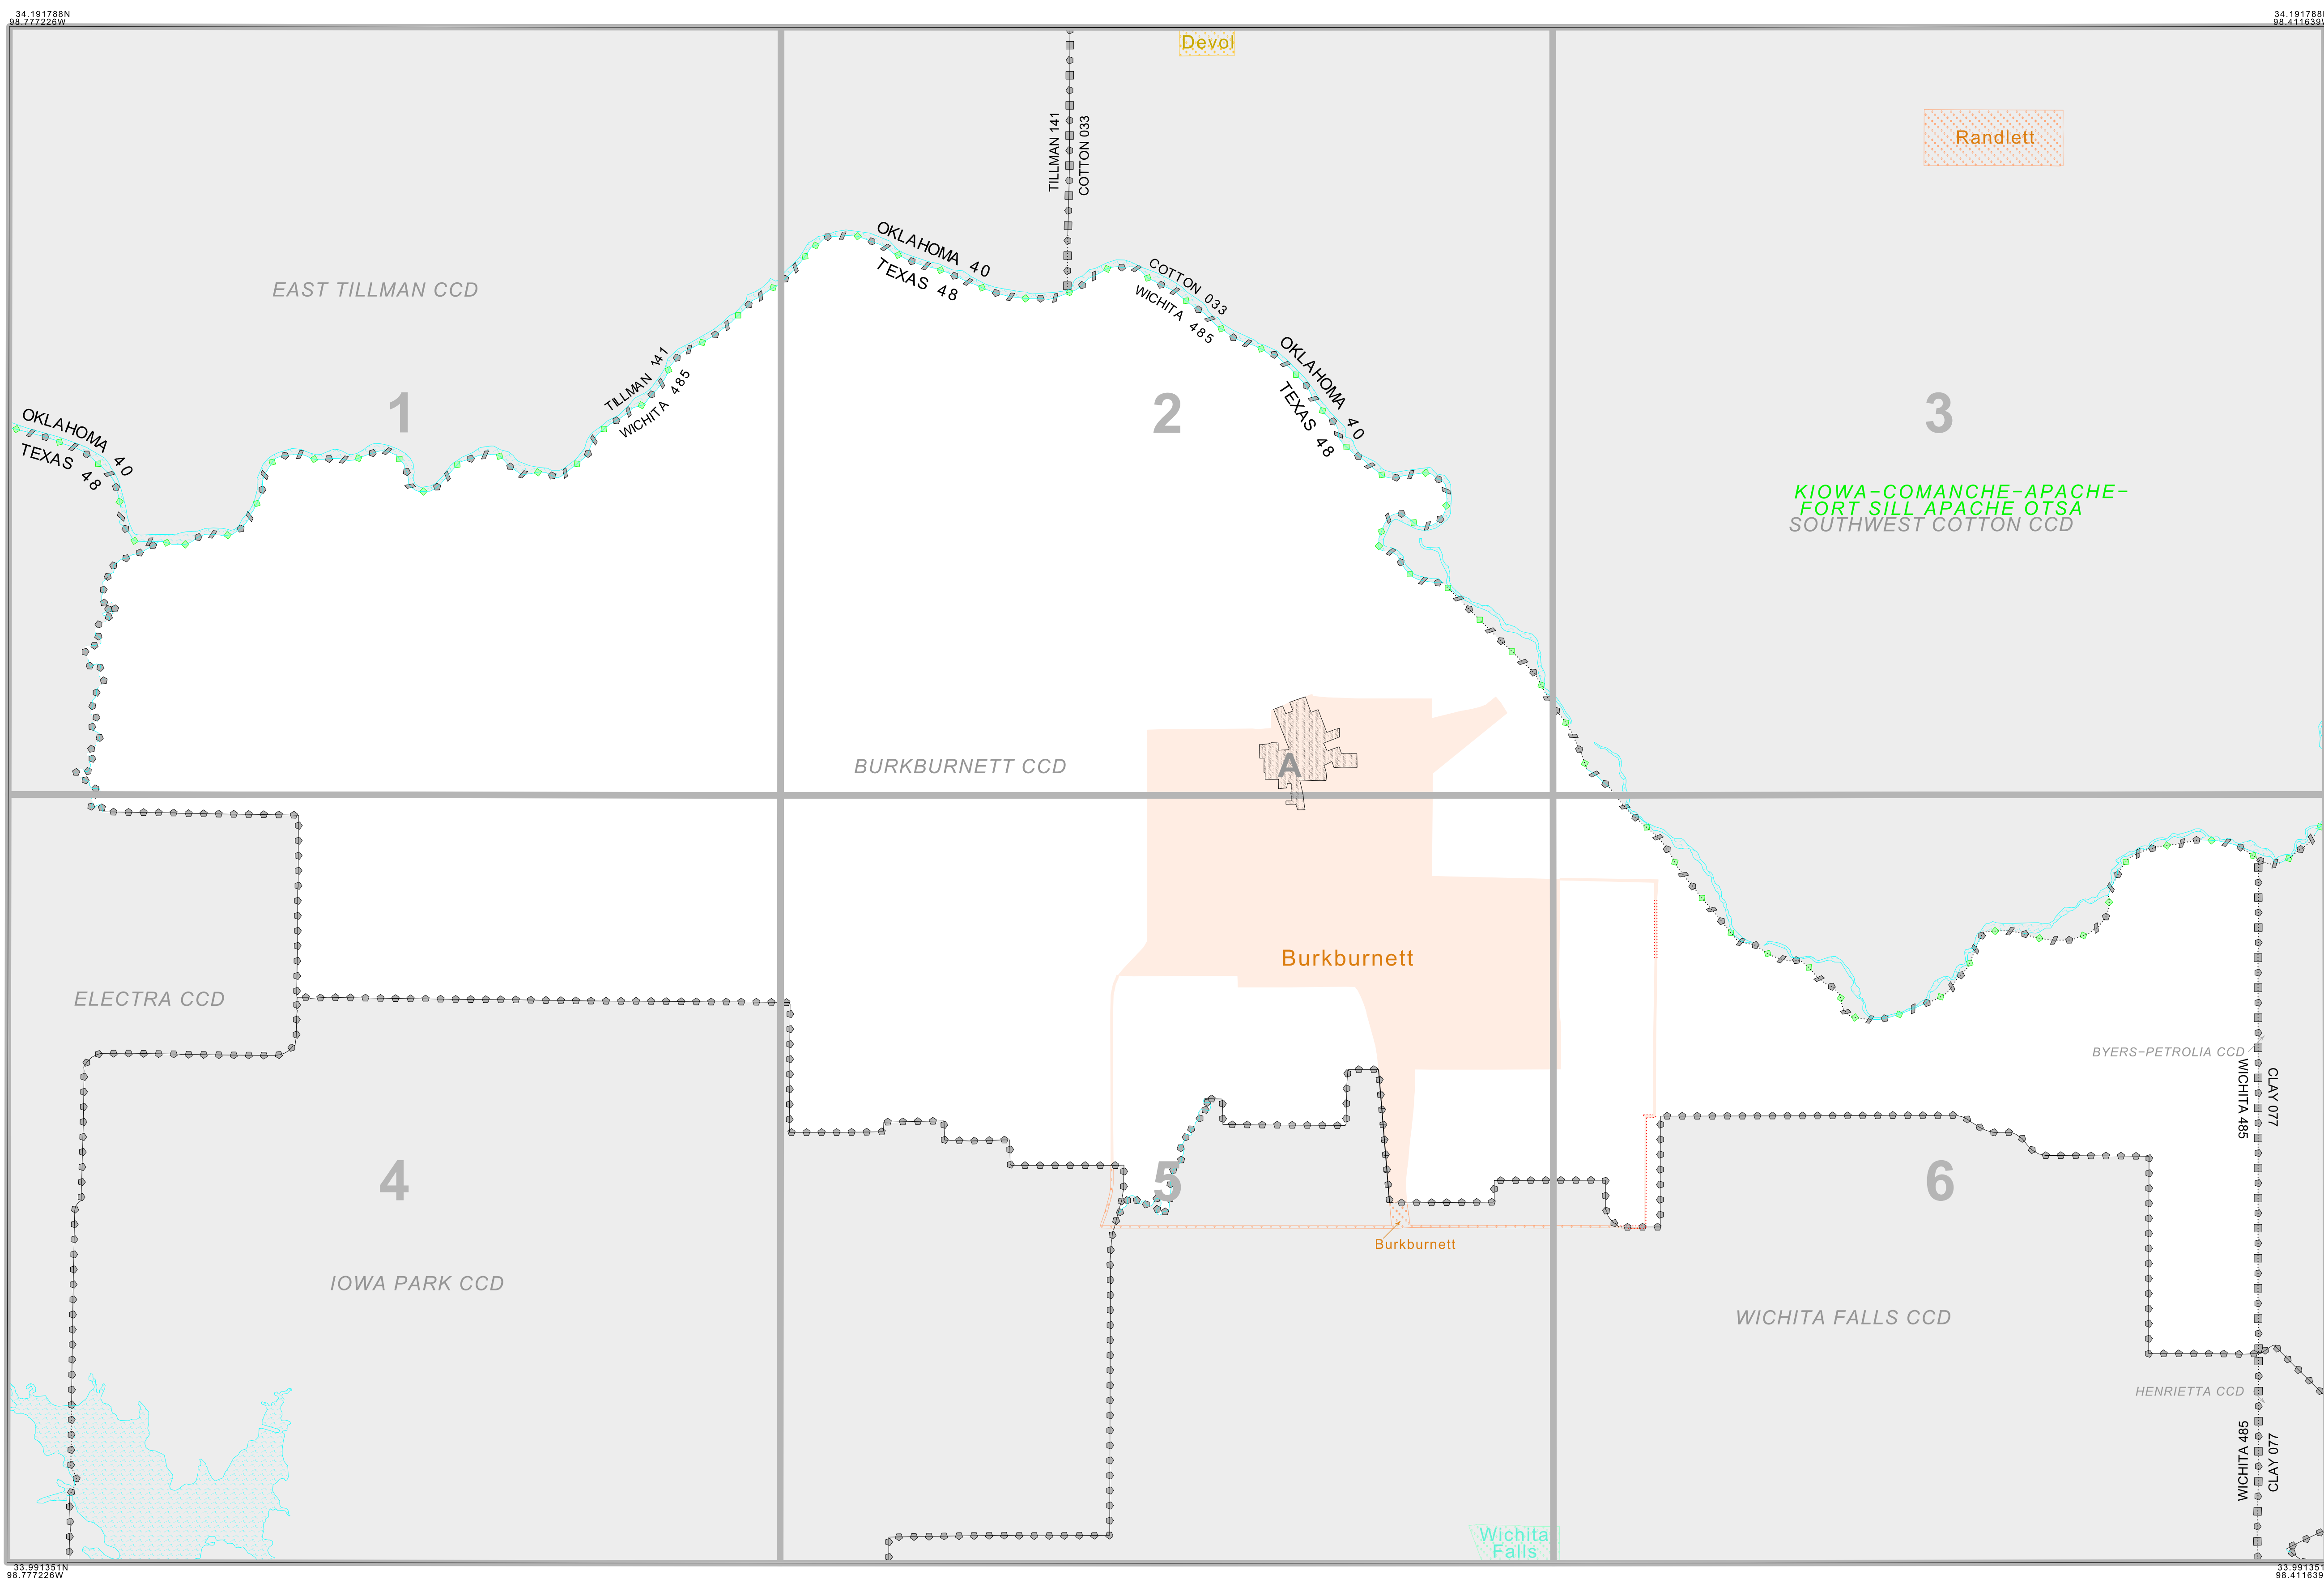 34.191788N
98.777226W
34.191788N
98.411639W
Devol
Randlett
TILLMAN 141
COTTON 033
OKLAHOMA 40
TEXAS 48
COTTON 033
WICHITA 485
EAST TILLMAN CCD
OKLAHOMA 40
TEXAS 48
TILLMAN 141
WICHITA 485
OKLAHOMA 40
TEXAS 48
1
2
3
KIOWA-COMANCHE-APACHE-
FORT SILL APACHE OTSA
SOUTHWEST COTTON CCD
BURKBURNETT CCD
A
Burkburnett
ELECTRA CCD
BYERS-PETROLIA CCD
WICHITA 485
CLAY 077
4
5
6
Burkburnett
IOWA PARK CCD
WICHITA FALLS CCD
HENRIETTA CCD
WICHITA 485
CLAY 077
Wichita
Falls
33.991351N
98.777226W
33.991351
98.411639